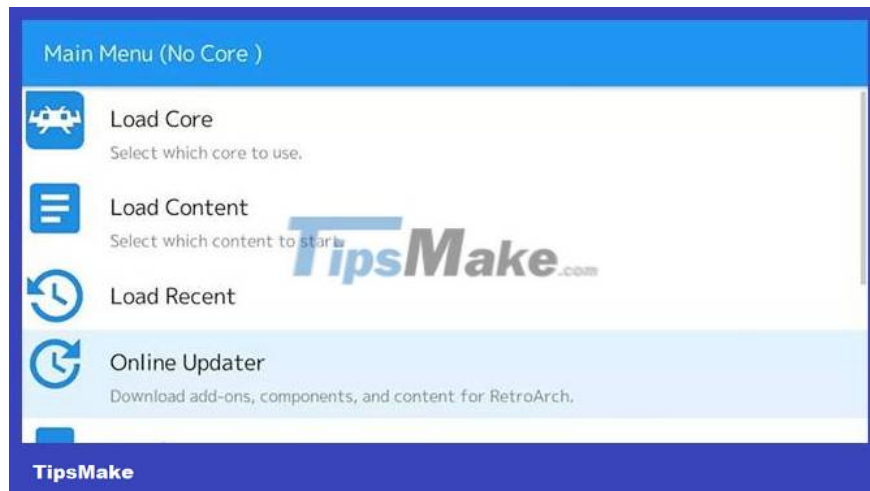 Main Menu (No Core )
Load Core
Select which core to use.
Load Content
Select which content to start.
TipsMake.com
Load Recent
Online Updater
Download add-ons, components, and content for RetroArch.
TipsMake